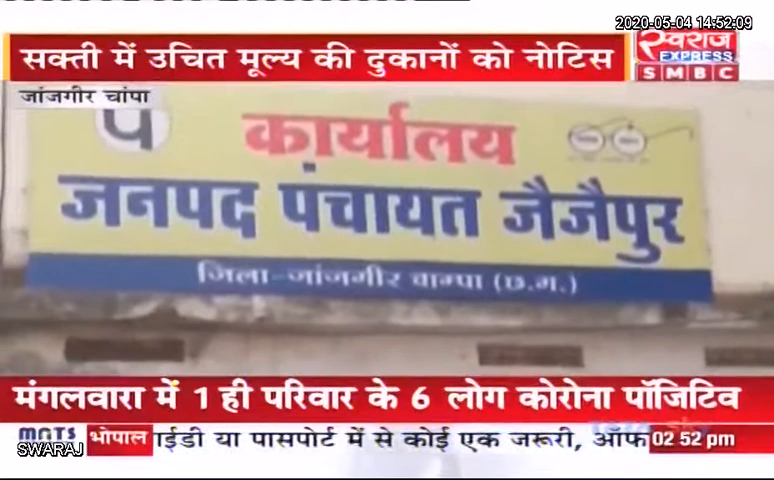 2020-05-04 14:52:09
सक्ती में उचित मूल्य की दुकानों को नोटिस
स्वराज
EXPRESS
SMBC
जांजगीर चांपा
प
कार्यालय
जनपद पंचायत जैजैपुर
जिला-जांजगीर चाम्पा (छ.ग.)
मंगलवारा में 1 ही परिवार के 6 लोग कोरोना पॉजिटिव
भोपाल
ईडी या पासपोर्ट में से कोई एक जरूरी, ऑफ
02 52 pm
SWARAJ